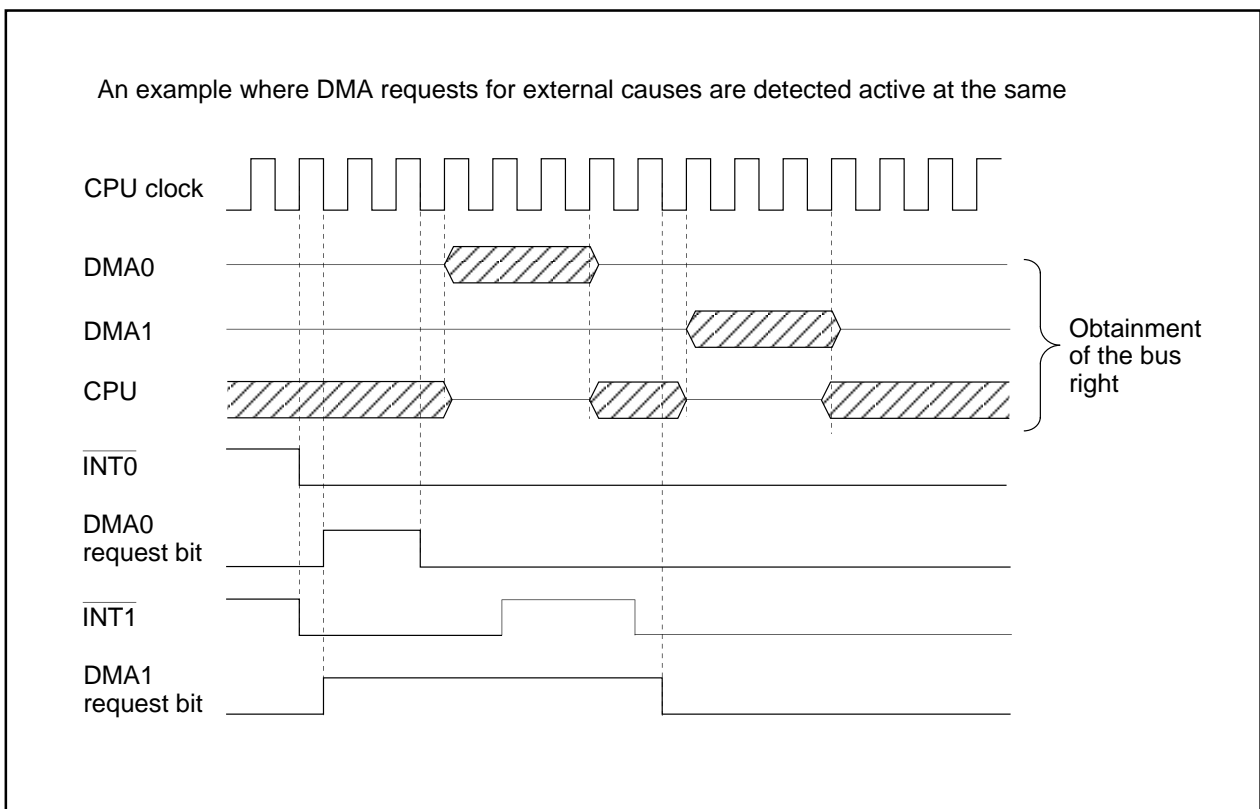 An example where DMA requests for external causes are detected active at the same
CPU clock
DMA0
DMA1
CPU
Obtainment
of the bus
right
INT0
DMA0
request bit
INT1
DMA1
request bit